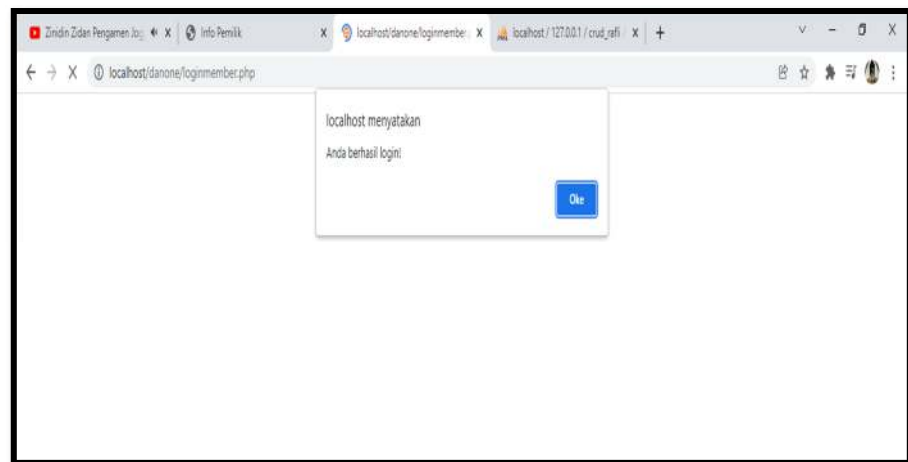 Zinidin Zidan Pengamen Jog
Info Pemilik
localhost/danone/loginmember.
localhost / 127.0.0.1 / crud_rafi
localhost/danone/loginmember.php
localhost menyatakan
Anda berhasil login!
Oke